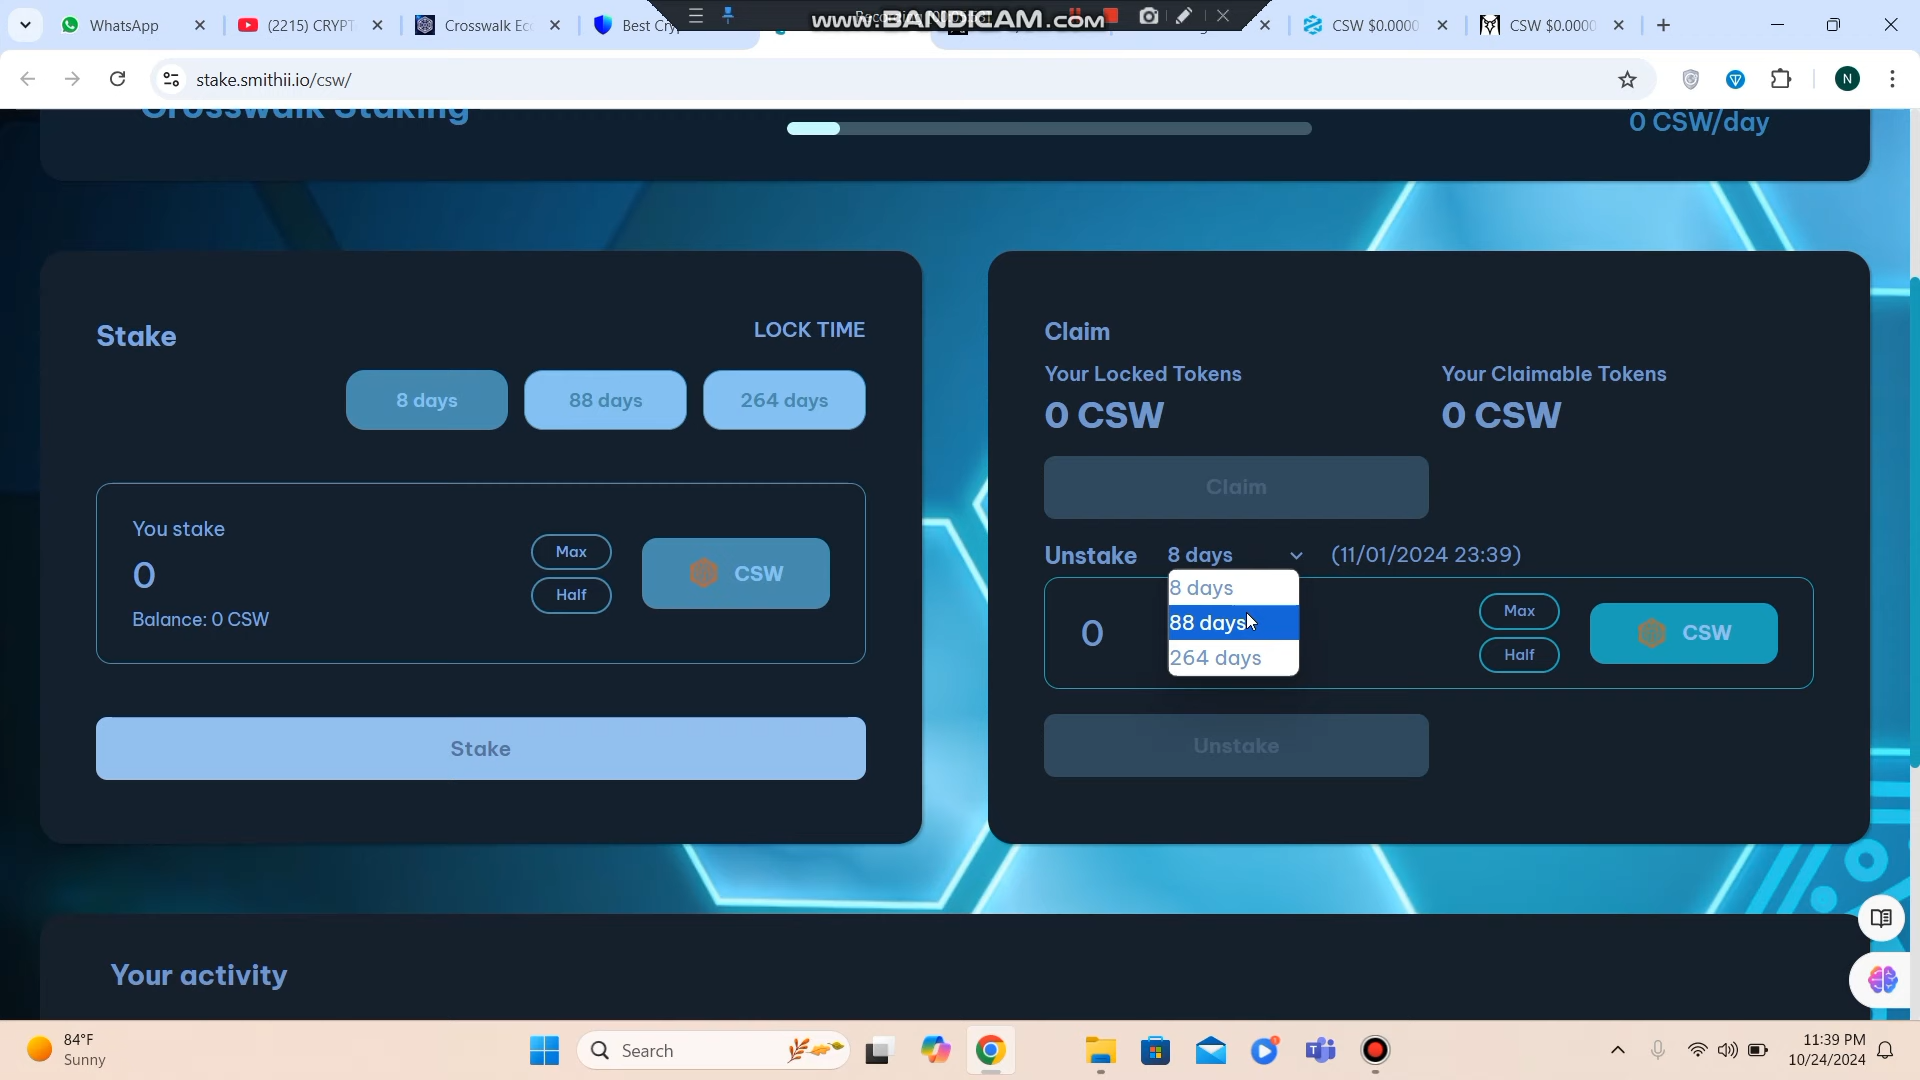 WhatsApp
(2215) CRYPT
Crosswalk Ec
Best Cry
www.BANDICAM.com
CSW $0.0000
CSW $0.0000
stake.smithii.io/csw/
N
Crosswalk Staking
0 CSW/day
Stake
LOCK TIME
8 days
88 days
264 days
You stake
0
Balance: 0 CSW
Max
Half
CSW
Stake
Claim
Your Locked Tokens
0 CSW
Your Claimable Tokens
0 CSW
Claim
Unstake
8 days
(11/01/2024 23:39)
8 days
88 days
264 days
0
Max
Half
CSW
Unstake
Your activity
84°F
Sunny
Search
11:39 PM
10/24/2024